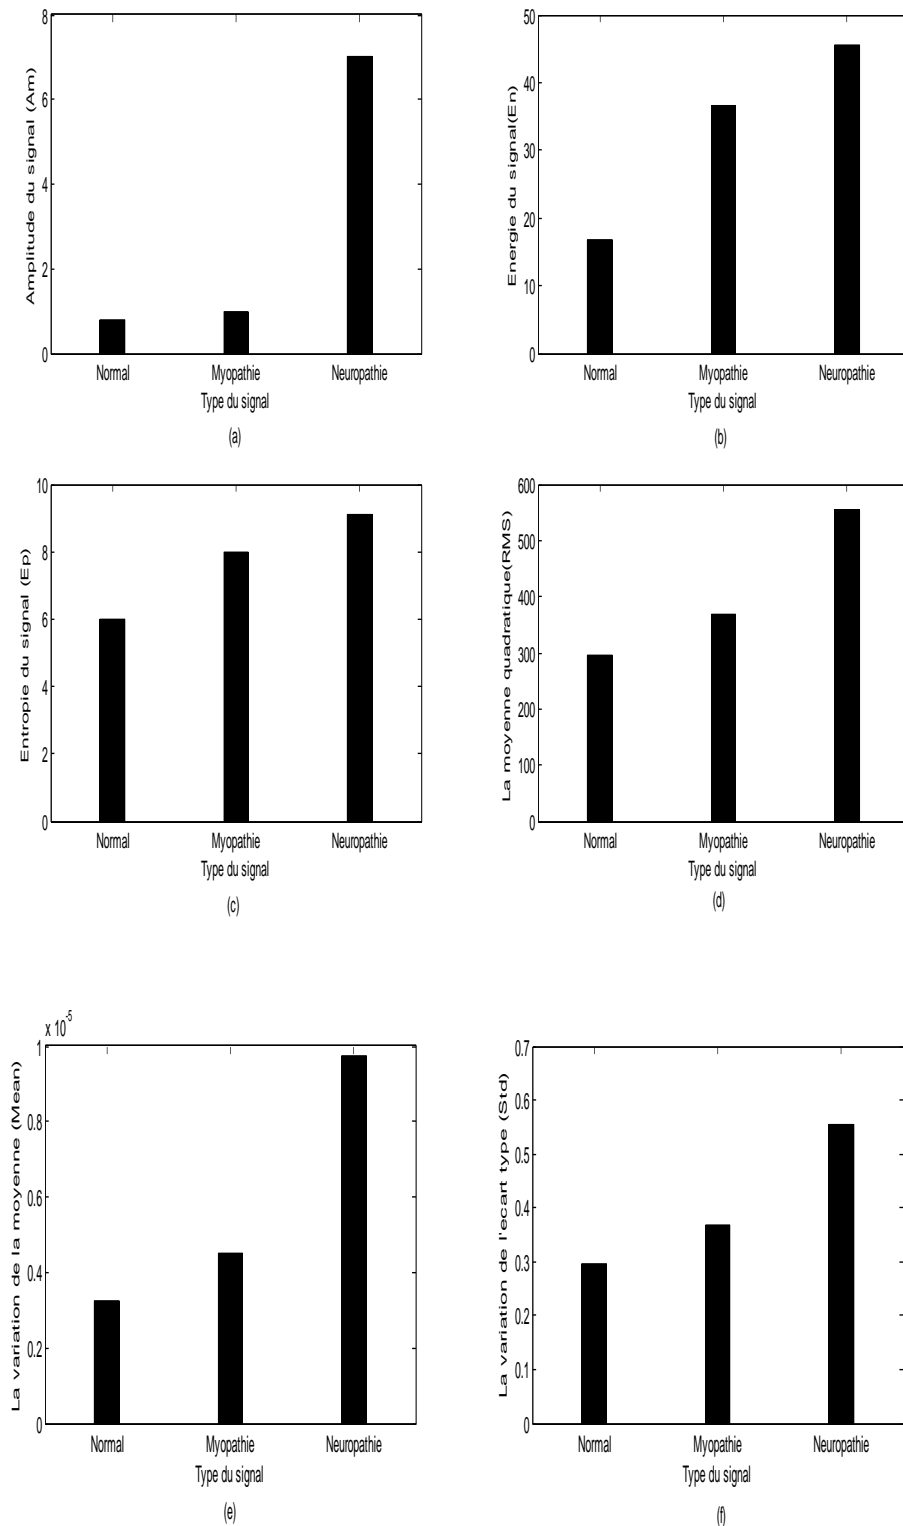 Amplitude du signal (Am)
8
6
4
2
0
Normal Myopathie Neuropathie
Type du signal
(a)
Energie du signal(En)
50
40
30
20
10
0
Normal Myopathie Neuropathie
Type du signal
(b)
Entropie du signal (Ep)
10
8
6
4
2
0
Normal Myopathie Neuropathie
Type du signal
(c)
La moyenne quadratique(RMS)
600
500
400
300
200
100
0
Normal Myopathie Neuropathie
Type du signal
(d)
La variation de la moyenne (Mean)
x 10-5
1
0.8
0.6
0.4
0.2
0
Normal Myopathie Neuropathie
Type du signal
(e)
La variation de l'ecart type (Std)
0.7
0.6
0.5
0.4
0.3
0.2
0.1
0
Normal Myopathie Neuropathie
Type du signal
(f)